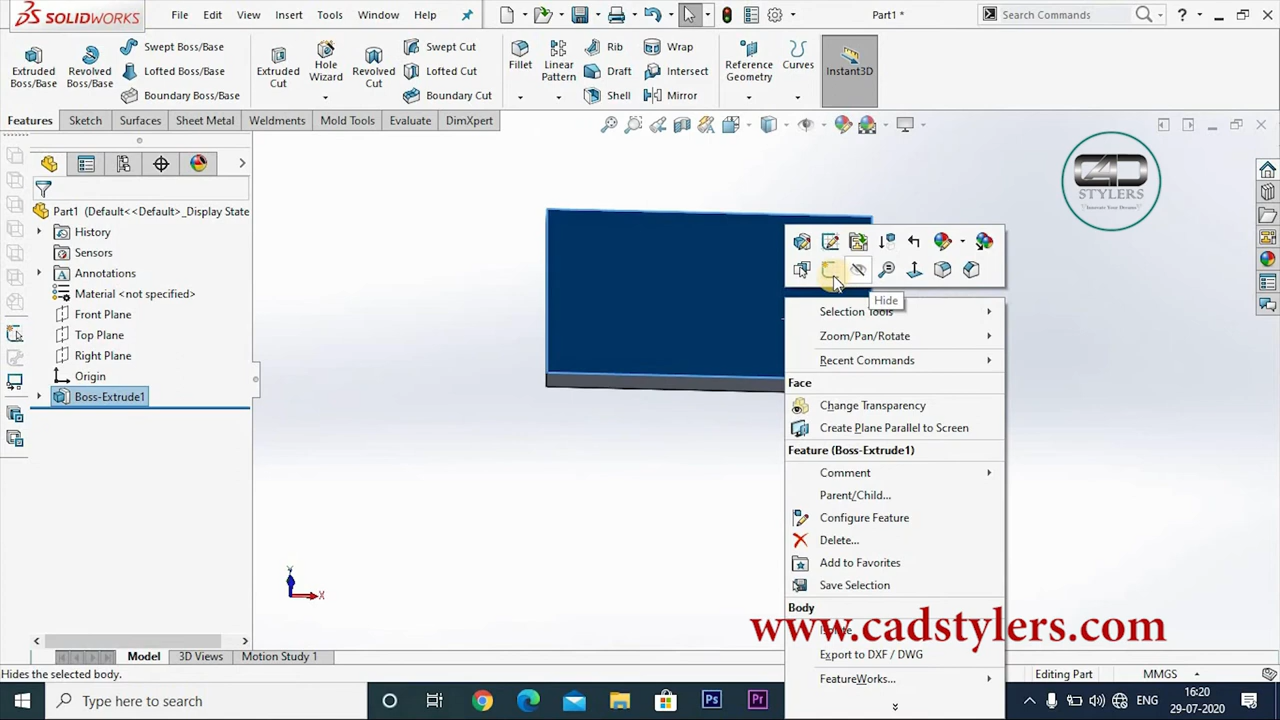 SOLIDWORKS
File
Edit
View
Insert
Tools
Window
Help
Part1 *
Search Commands
?
Extruded Boss/Base
Revolved Boss/Base
Swept Boss/Base
Lofted Boss/Base
Boundary Boss/Base
Extruded Cut
Hole Wizard
Revolved Cut
Swept Cut
Lofted Cut
Boundary Cut
Fillet
Linear Pattern
Rib
Draft
Shell
Wrap
Intersect
Mirror
Reference Geometry
Curves
Instant3D
Features
Sketch
Surfaces
Sheet Metal
Weldments
Mold Tools
Evaluate
DimXpert
CAD
STYLERS
Innovate Your Dreams
Part1 (Default<<Default>_Display State
History
Sensors
Annotations
Material <not specified>
Front Plane
Top Plane
Right Plane
Origin
Boss-Extrude1
Hide
Selection Tools
Zoom/Pan/Rotate
Recent Commands
Face
Change Transparency
Create Plane Parallel to Screen
Feature (Boss-Extrude1)
Comment
Parent/Child...
Configure Feature
Delete...
Add to Favorites
Save Selection
Body
Isolate
www.cadstylers.com
Export to DXF / DWG
FeatureWorks...
Y
X
Model
3D Views
Motion Study 1
Hides the selected body.
Editing Part
MMGS
Type here to search
Ps
Pr
ENG
16:20
29-07-2020